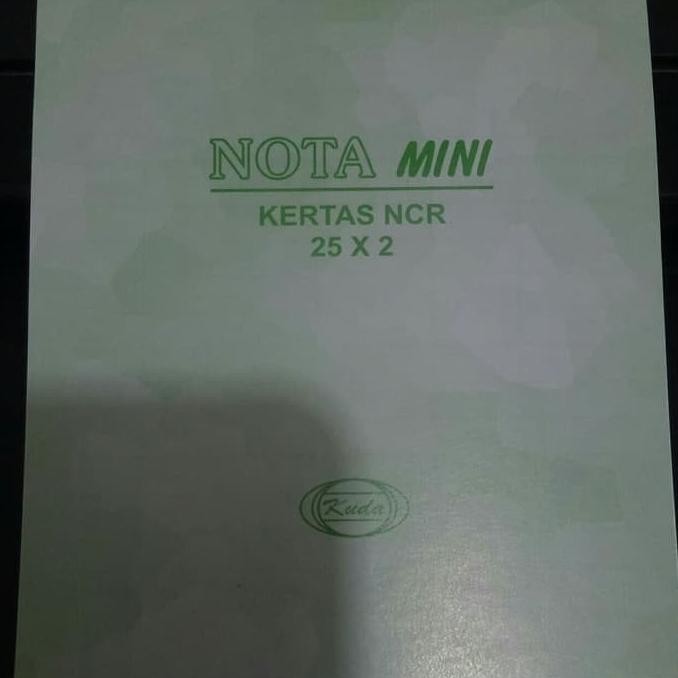 NOTA MINI
KERTAS NCR
25 X 2
Kuda